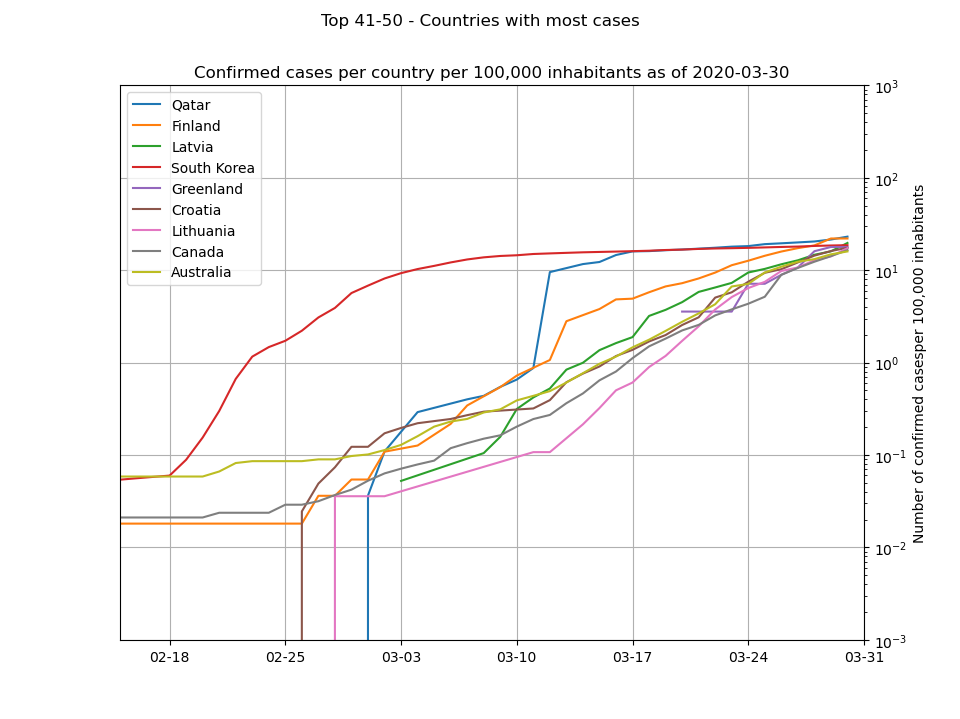 Top 41-50 - Countries with most cases
Confirmed cases per country per 100,000 inhabitants as of 2020-03-30
Qatar
Finland
Latvia
South Korea
Greenland
Croatia
Lithuania
Canada
Australia
10³
10²
10¹
10⁰
10⁻¹
10⁻²
10⁻³
Number of confirmed casesper 100,000 inhabitants
02-18 02-25 03-03 03-10 03-17 03-24 03-31